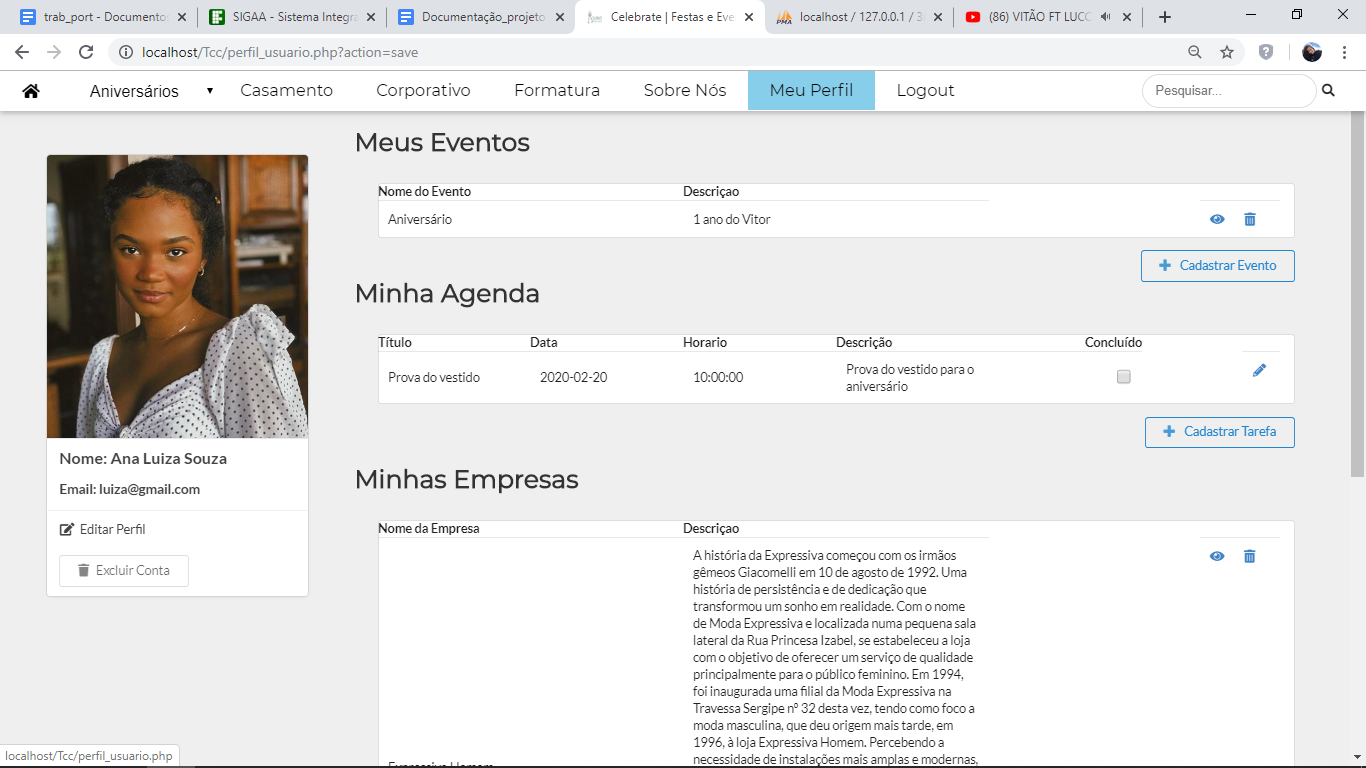 trab_port - Documento
SIGAA - Sistema Integra
Documentação_projeto
Celebrate | Festas e Eve
localhost / 127.0.0.1 / 3
(86) VITÃO FT LUCC
localhost/Tcc/perfil_usuario.php?action=save
Aniversários
Casamento
Corporativo
Formatura
Sobre Nós
Meu Perfil
Logout
Pesquisar...
Nome: Ana Luiza Souza
Email: luiza@gmail.com
Editar Perfil
Excluir Conta
Meus Eventos
Nome do Evento Descriçao
Aniversário 1 ano do Vitor
Cadastrar Evento
Minha Agenda
Título Data Horario Descrição Concluído
Prova do vestido 2020-02-20 10:00:00 Prova do vestido para o
aniversário
Cadastrar Tarefa
Minhas Empresas
Nome da Empresa Descriçao
A história da Expressiva começou com os irmãos
gêmeos Giacomelli em 10 de agosto de 1992. Uma
história de persistência e de dedicação que
transformou um sonho em realidade. Com o nome
de Moda Expressiva e localizada numa pequena sala
lateral da Rua Princesa Izabel, se estabeleceu a loja
com o objetivo de oferecer um serviço de qualidade
principalmente para o público feminino. Em 1994,
foi inaugurada uma filial da Moda Expressiva na
Travessa Sergipe nº 32 desta vez, tendo como foco a
moda masculina, que deu origem mais tarde, em
1996, à loja Expressiva Homem. Percebendo a
necessidade de instalações mais amplas e modernas,
Expressiva Homem
localhost/Tcc/perfil_usuario.php